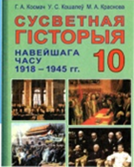 Г. А. Космач У. С. Кошалеў М. А. Краснова
СУСВЕТНАЯ
ГІСТОРЫЯ
НАВЕЙШАГА
ЧАСУ
1918 – 1945 гг.
10